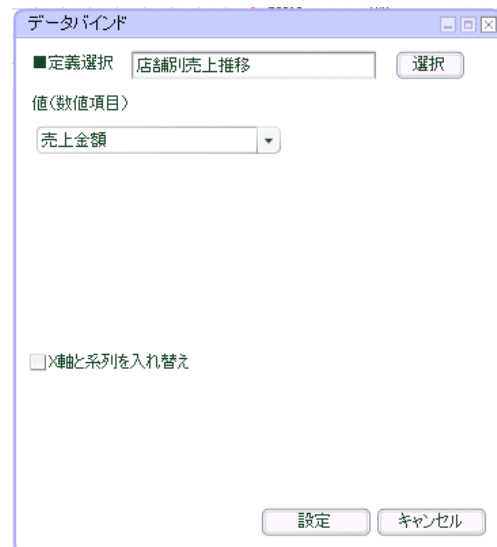 データバインド
■定義選択 店舗別売上推移 選択
値(数値項目)
売上金額
X軸と系列を入れ替え
設定 キャンセル